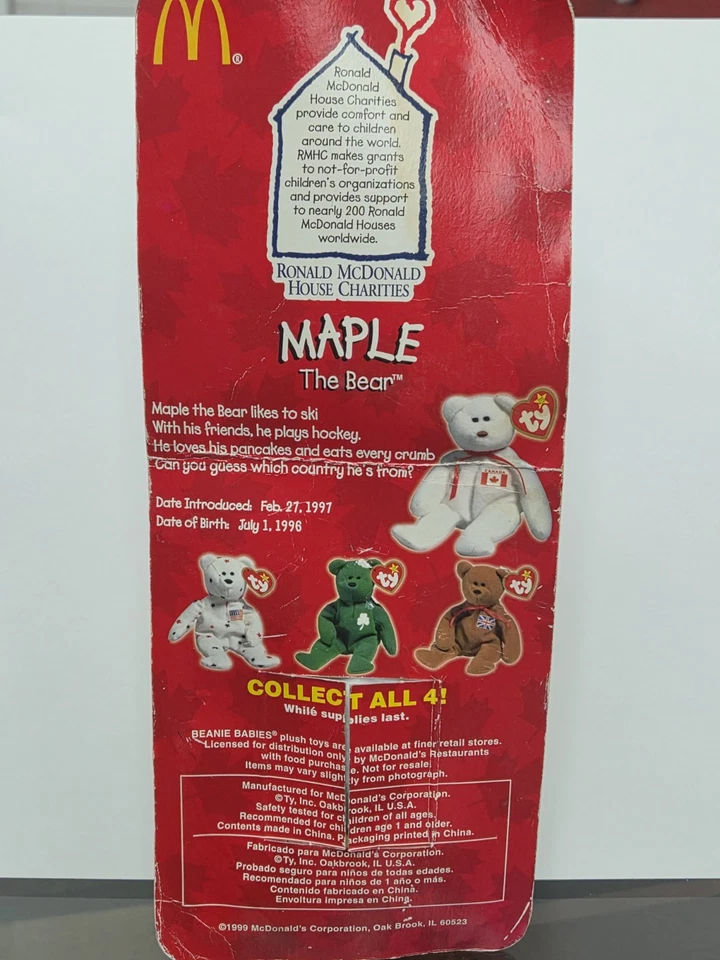 M®
Ronald
McDonald
House Charities
provide comfort and
care to children
around the world.
RMHC makes grants
to not-for-profit
children's organizations
and provides support
to nearly 200 Ronald
McDonald Houses
worldwide.
RONALD MCDONALD
HOUSE CHARITIES
MAPLE
The Bear™
Maple the Bear likes to ski
With his friends, he plays hockey.
He loves his pancakes and eats every crumb
Can you guess which country he's from?
ty
CANADA
Date Introduced: Feb. 27, 1997
Date of Birth: July 1, 1996
ty
ty
ty
COLLECT ALL 4!
While supplies last.
BEANIE BABIES® plush toys are available at finer retail stores.
Licensed for distribution only by McDonald's Restaurants
with food purchase. Not for resale.
Items may vary slightly from photograph.
Manufactured for McDonald's Corporation.
©Ty, Inc. Oakbrook, IL U.S.A.
Safety tested for children of all ages.
Recommended for children age 1 and older.
Contents made in China. Packaging printed in China.
Fabricado para McDonald's Corporation.
©Ty, Inc. Oakbrook, IL U.S.A.
Probado seguro para niños de todas edades.
Recomendado para niños de 1 año o más.
Contenido fabricado en China.
Envoltura impresa en China.
©1999 McDonald's Corporation, Oak Brook, IL 60523